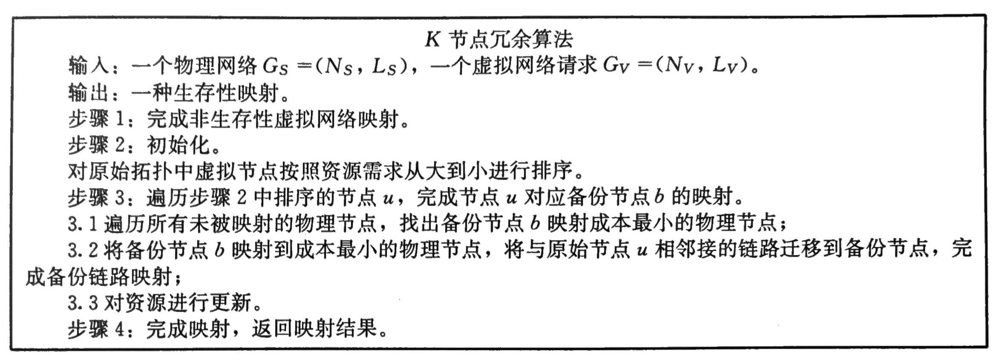 K 节点冗余算法
输入：一个物理网络 GS =(NS, LS)，一个虚拟网络请求 GV =(NV, LV)。
输出：一种生存性映射。
步骤 1：完成非生存性虚拟网络映射。
步骤 2：初始化。
对原始拓扑中虚拟节点按照资源需求从大到小进行排序。
步骤 3：遍历步骤 2 中排序的节点 u，完成节点 u 对应备份节点 b 的映射。
3.1 遍历所有未被映射的物理节点，找出备份节点 b 映射成本最小的物理节点；
3.2 将备份节点 b 映射到成本最小的物理节点，将与原始节点 u 相邻接的链路迁移到备份节点，完
成备份链路映射；
3.3 对资源进行更新。
步骤 4：完成映射，返回映射结果。